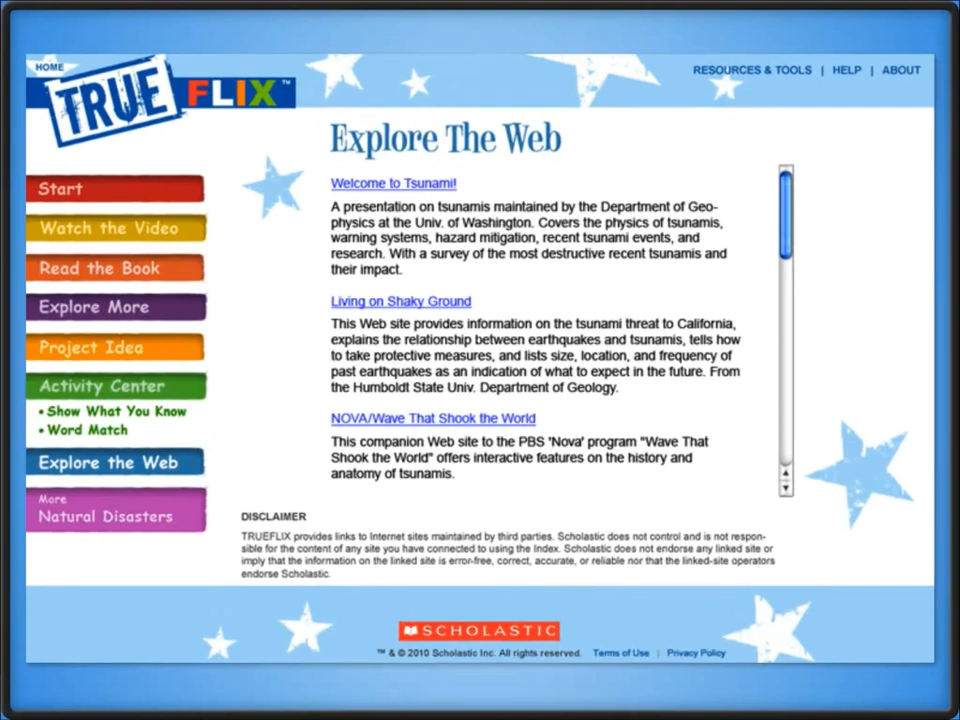 HOME
TRUE FLIX™
RESOURCES & TOOLS | HELP | ABOUT
Explore The Web
Start
Watch the Video
Read the Book
Explore More
Project Idea
Activity Center
• Show What You Know
• Word Match
Explore the Web
More
Natural Disasters
Welcome to Tsunami!
A presentation on tsunamis maintained by the Department of Geo-
physics at the Univ. of Washington. Covers the physics of tsunamis,
warning systems, hazard mitigation, recent tsunami events, and
research. With a survey of the most destructive recent tsunamis and
their impact.
Living on Shaky Ground
This Web site provides information on the tsunami threat to California,
explains the relationship between earthquakes and tsunamis, tells how
to take protective measures, and lists size, location, and frequency of
past earthquakes as an indication of what to expect in the future. From
the Humboldt State Univ. Department of Geology.
NOVA/Wave That Shook the World
This companion Web site to the PBS 'Nova' program "Wave That
Shook the World" offers interactive features on the history and
anatomy of tsunamis.
DISCLAIMER
TRUEFLIX provides links to Internet sites maintained by third parties. Scholastic does not control and is not respon-
sible for the content of any site you have connected to using the Index. Scholastic does not endorse any linked site or
imply that the information on the linked site is error-free, correct, accurate, or reliable nor that the linked-site operators
endorse Scholastic.
SCHOLASTIC
™ & © 2010 Scholastic Inc. All rights reserved. Terms of Use | Privacy Policy